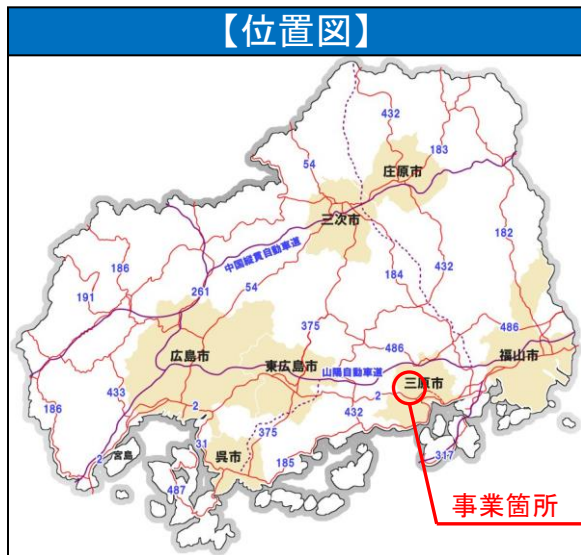 【位置図】
432
183
54
庄原市
三次市
中国縦貫自動車道
182
186
191
261
54
184
432
375
486
486
広島市
東広島市
山陽自動車道
福山市
三原市
433
2
2
432
186
31
375
2
宮島
呉市
185
317
487
事業箇所